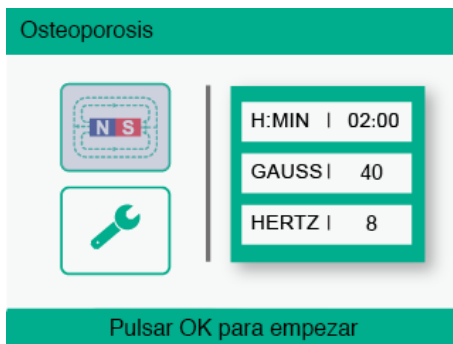 Osteoporosis
N S
H:MIN | 02:00
GAUSS | 40
HERTZ | 8
Pulsar OK para empezar